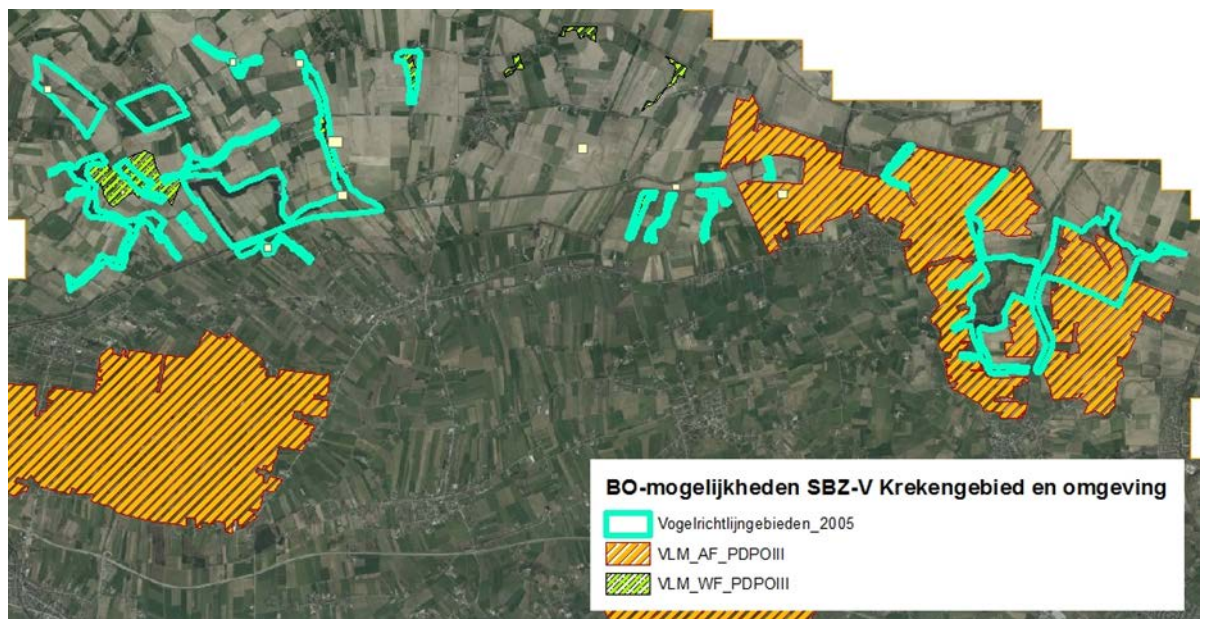 BO-mogelijkheden SBZ-V Krekengebied en omgeving
Vogelrichtlijngebieden_2005
VLM_AF_PDPOIII
VLM_WF_PDPOIII